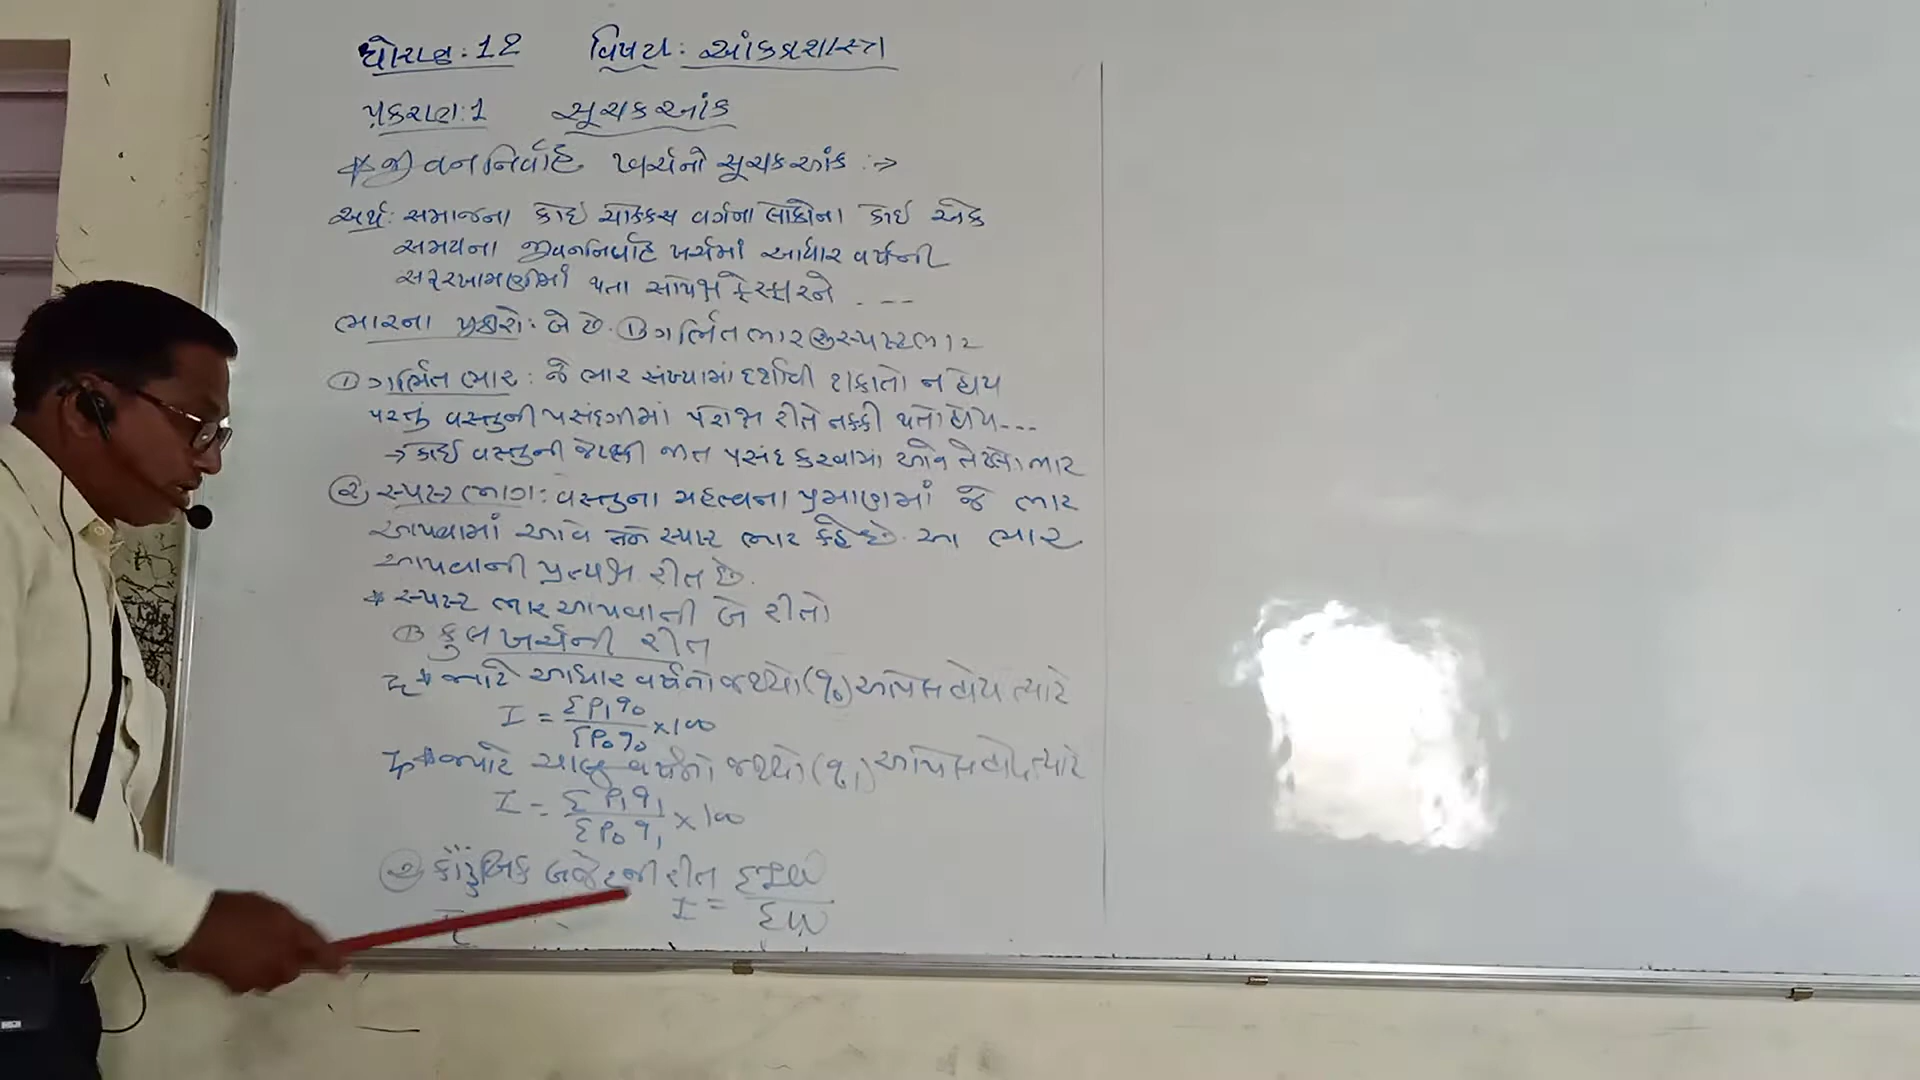 ધોરણ: 12 વિષય: આંકડાશાસ્ત્ર
પ્રકરણ: 1 સૂચક આંક
* જીવનનિર્વાહ ખર્ચનો સૂચક આંક :→
અર્થ: સમાજના કોઈ ચોક્કસ વર્ગના લોકોના કોઈ એક
સમયના જીવનનિર્વાહ ખર્ચમાં આધાર વર્ષની
સરખામણીમાં થતા સાપેક્ષ ફેરફારને - - -
ભારના પ્રકારો: બે છે. ① ગર્ભિત ભાર ② સ્પષ્ટ ભાર
① ગર્ભિત ભાર: જે ભાર સંખ્યામાં દર્શાવી શકાતો ન હોય
પરંતુ વસ્તુની પસંદગીમાં પરોક્ષ રીતે નક્કી થતો હોય - - -
→ કોઈ વસ્તુની જેટલી જાત પસંદ કરવામાં આવે તેટલો ભાર
② સ્પષ્ટ ભાગ: વસ્તુના મહત્વના પ્રમાણમાં જે ભાર
આપવામાં આવે તેને સ્પષ્ટ ભાર કહે છે. આ ભાર
આપવાની પ્રત્યક્ષ રીત છે.
* સ્પષ્ટ ભાર આપવાની બે રીતો
① કુલ ખર્ચની રીત
* જ્યારે આધાર વર્ષનો જથ્થો (q₀) આપેલ હોય ત્યારે
I = Σp₁q₀ / Σp₀q₀ × 100
* જ્યારે ચાલુ વર્ષનો જથ્થો (q₁) આપેલ હોય ત્યારે
I = Σp₁q₁ / Σp₀q₁ × 100
② કૌટુંબિક બજેટની રીત
I = ΣIW / ΣW